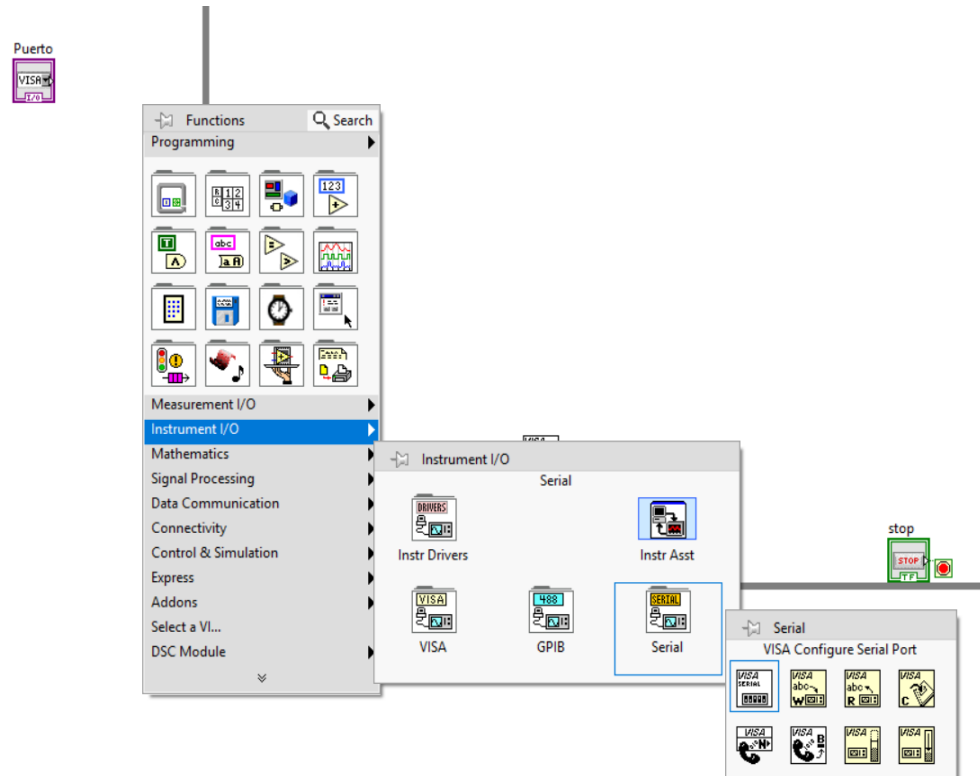 Puerto
VISA
I/O
Functions
Search
Programming
123
abc
Measurement I/O
Instrument I/O
Mathematics
Signal Processing
Data Communication
Connectivity
Control & Simulation
Express
Addons
Select a VI...
DSC Module
Instrument I/O
Serial
DRIVERS
Instr Drivers
Instr Asst
VISA
488
SERIAL
VISA
GPIB
Serial
stop
STOP
TF
Serial
VISA Configure Serial Port
VISA SERIAL
VISA abc W
VISA abc R
VISA C
VISA N
VISA B
VISA
VISA